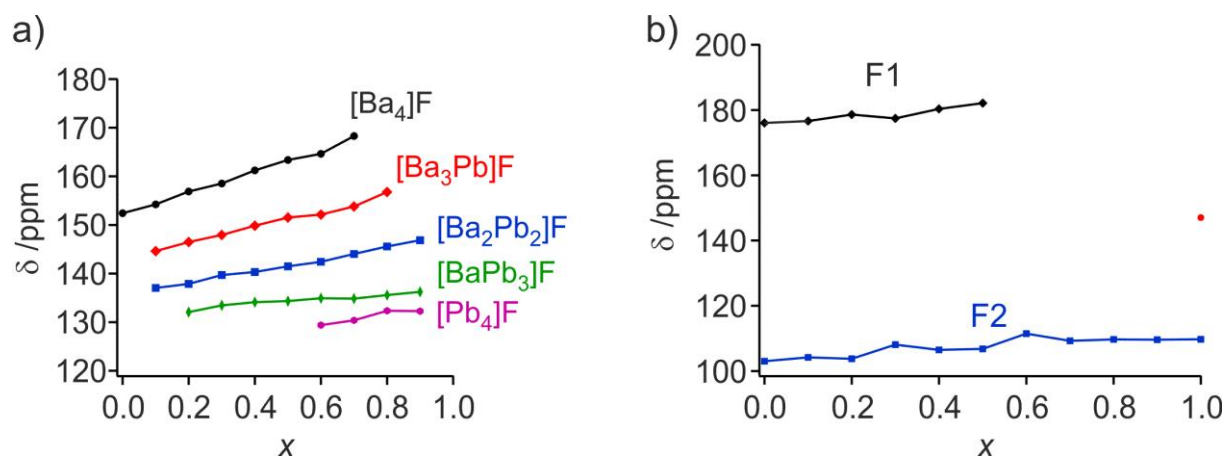 a)
180
170
160
150
140
130
120
δ /ppm
0.0 0.2 0.4 0.6 0.8 1.0
x
[Ba₄]F
[Ba₃Pb]F
[Ba₂Pb₂]F
[BaPb₃]F
[Pb₄]F
b)
200
180
160
140
120
100
δ /ppm
0.0 0.2 0.4 0.6 0.8 1.0
x
F1
F2